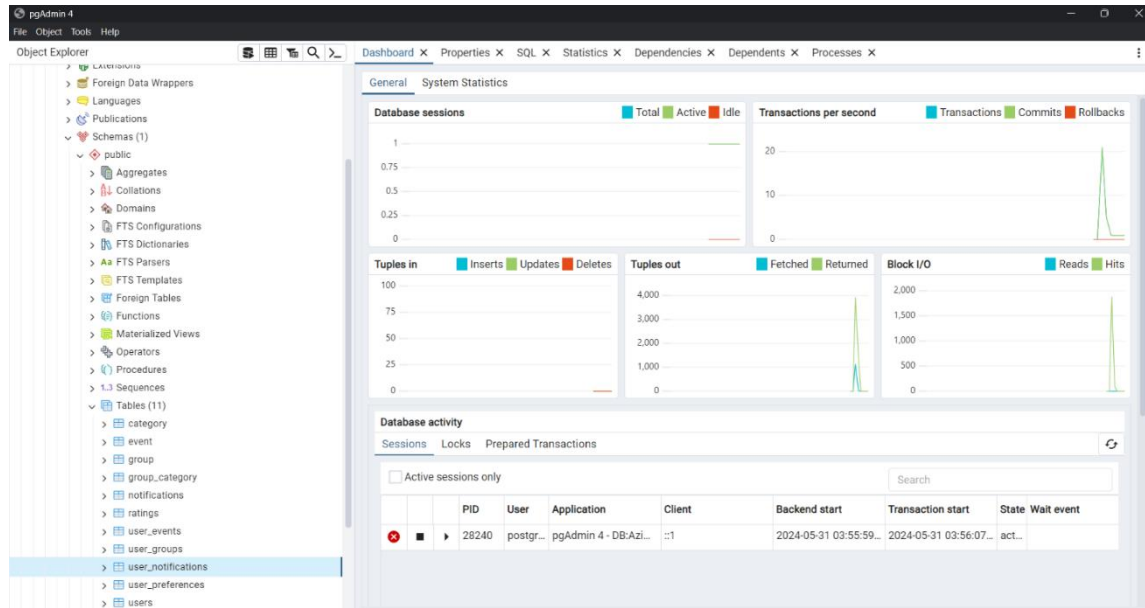 pgAdmin 4
File Object Tools Help
Object Explorer
Dashboard Properties SQL Statistics Dependencies Dependents Processes
Extensions
Foreign Data Wrappers
Languages
Publications
Schemas (1)
public
Aggregates
Collations
Domains
FTS Configurations
FTS Dictionaries
FTS Parsers
FTS Templates
Foreign Tables
Functions
Materialized Views
Operators
Procedures
1..3 Sequences
Tables (11)
category
event
group
group_category
notifications
ratings
user_events
user_groups
user_notifications
user_preferences
users
General System Statistics
Database sessions Total Active Idle
1
0.75
0.5
0.25
0
Transactions per second Transactions Commits Rollbacks
20
10
0
Tuples in Inserts Updates Deletes
100
75
50
25
0
Tuples out Fetched Returned
4,000
3,000
2,000
1,000
0
Block I/O Reads Hits
2,000
1,500
1,000
500
0
Database activity
Sessions Locks Prepared Transactions
Active sessions only Search
PID User Application Client Backend start Transaction start State Wait event
28240 postgr... pgAdmin 4 - DB:Azi... ::1 2024-05-31 03:55:59... 2024-05-31 03:56:07... act...